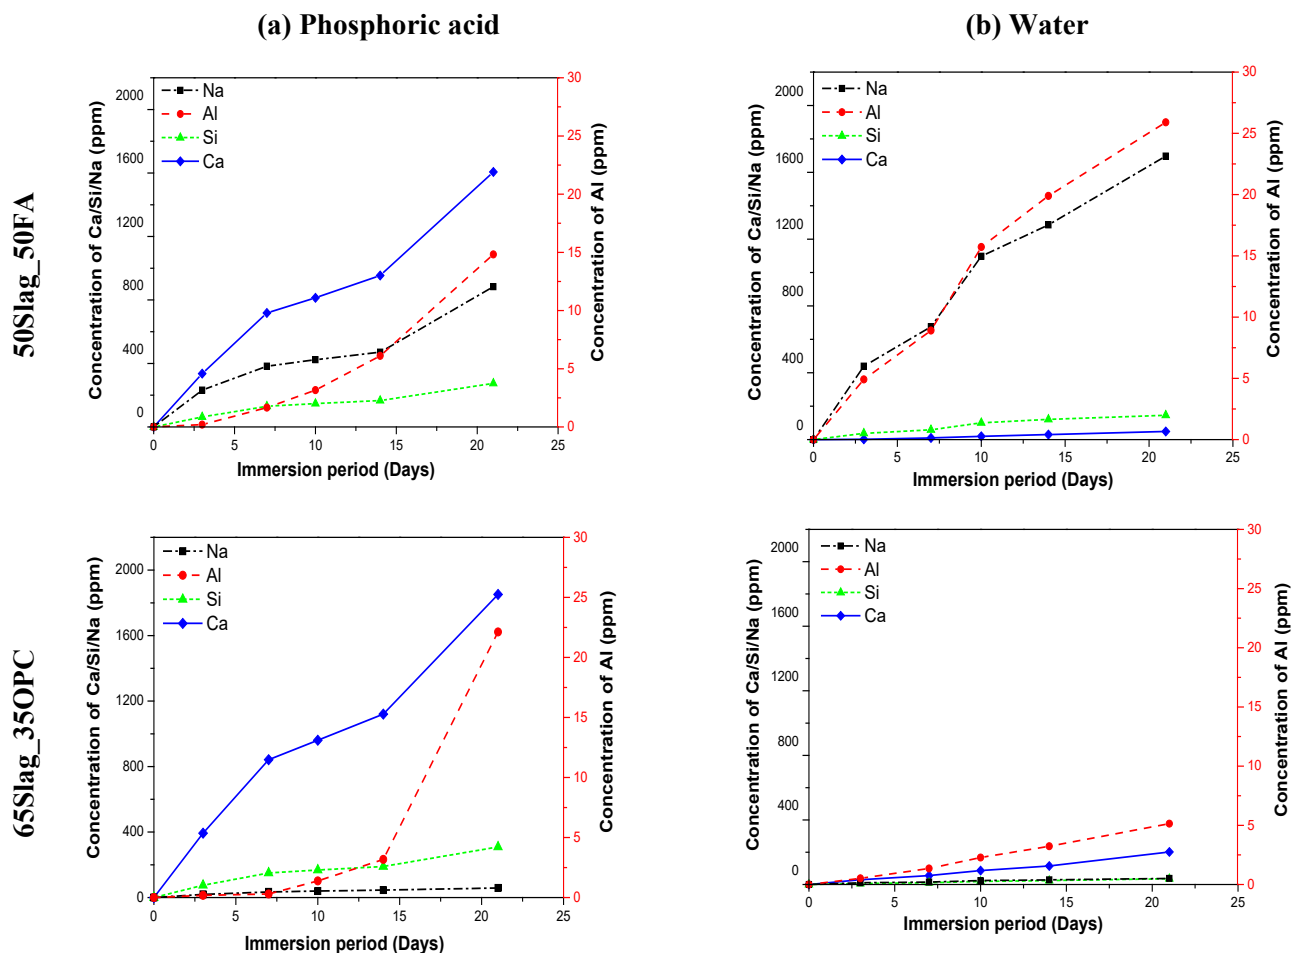 (a) Phosphoric acid
(b) Water
50Slag_50FA
Concentration of Ca/Si/Na (ppm)
2000
1600
1200
800
400
0
Na
Al
Si
Ca
30
25
20
15
10
5
0
Concentration of Al (ppm)
0 5 10 15 20 25
Immersion period (Days)
Concentration of Ca/Si/Na (ppm)
2000
1600
1200
800
400
0
Na
Al
Si
Ca
30
25
20
15
10
5
0
Concentration of Al (ppm)
0 5 10 15 20 25
Immersion period (Days)
65Slag_35OPC
Concentration of Ca/Si/Na (ppm)
2000
1600
1200
800
400
0
Na
Al
Si
Ca
30
25
20
15
10
5
0
Concentration of Al (ppm)
0 5 10 15 20 25
Immersion period (Days)
Concentration of Ca/Si/Na (ppm)
2000
1600
1200
800
400
0
Na
Al
Si
Ca
30
25
20
15
10
5
0
Concentration of Al (ppm)
0 5 10 15 20 25
Immersion period (Days)